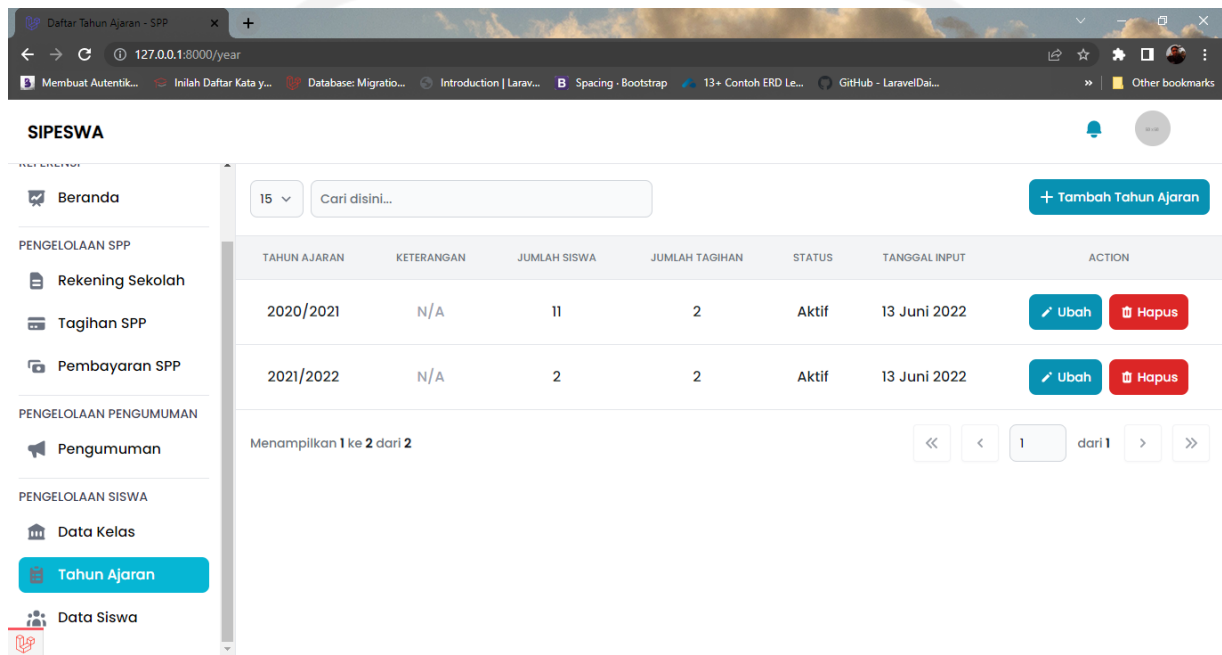 Daftar Tahun Ajaran - SPP
127.0.0.1:8000/year
Membuat Autentik... Inilah Daftar Kata y... Database: Migratio... Introduction | Larav... Spacing · Bootstrap 13+ Contoh ERD Le... GitHub - LaravelDai... » Other bookmarks
SIPESWA
REFERENSI
Beranda
PENGELOLAAN SPP
Rekening Sekolah
Tagihan SPP
Pembayaran SPP
PENGELOLAAN PENGUMUMAN
Pengumuman
PENGELOLAAN SISWA
Data Kelas
Tahun Ajaran
Data Siswa
15 Cari disini... + Tambah Tahun Ajaran
TAHUN AJARAN KETERANGAN JUMLAH SISWA JUMLAH TAGIHAN STATUS TANGGAL INPUT ACTION
2020/2021 N/A 11 2 Aktif 13 Juni 2022 Ubah Hapus
2021/2022 N/A 2 2 Aktif 13 Juni 2022 Ubah Hapus
Menampilkan 1 ke 2 dari 2 « < 1 dari 1 > »